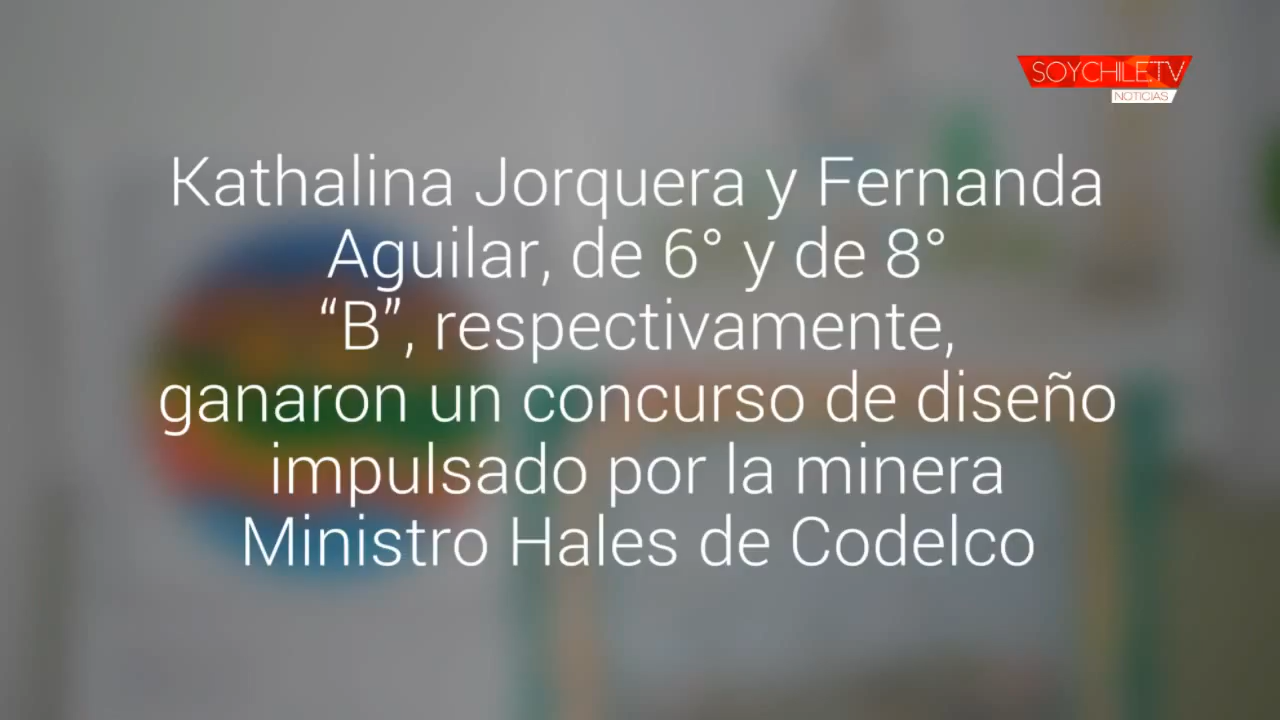 SOYCHILE.TV
NOTICIAS
Kathalina Jorquera y Fernanda
Aguilar, de 6° y de 8°
“B”, respectivamente,
ganaron un concurso de diseño
impulsado por la minera
Ministro Hales de Codelco